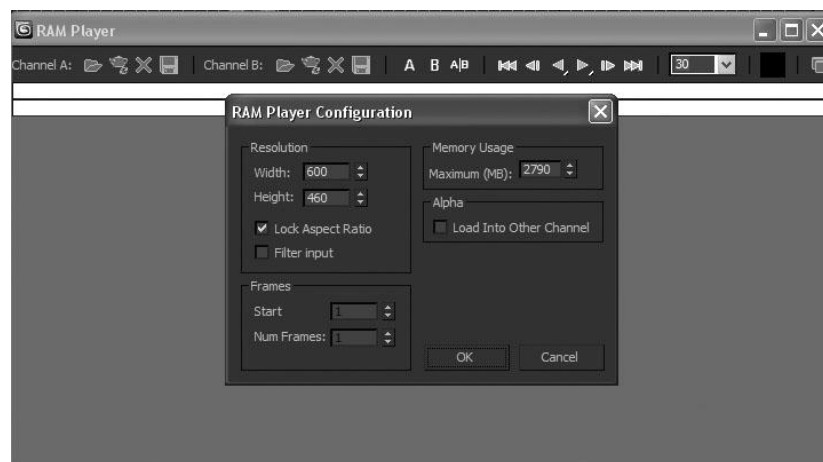 RAM Player
Channel A:
Channel B:
A B A|B
30
RAM Player Configuration
Resolution
Width: 600
Height: 460
Lock Aspect Ratio
Filter input
Frames
Start 1
Num Frames: 1
Memory Usage
Maximum (MB): 2790
Alpha
Load Into Other Channel
OK
Cancel